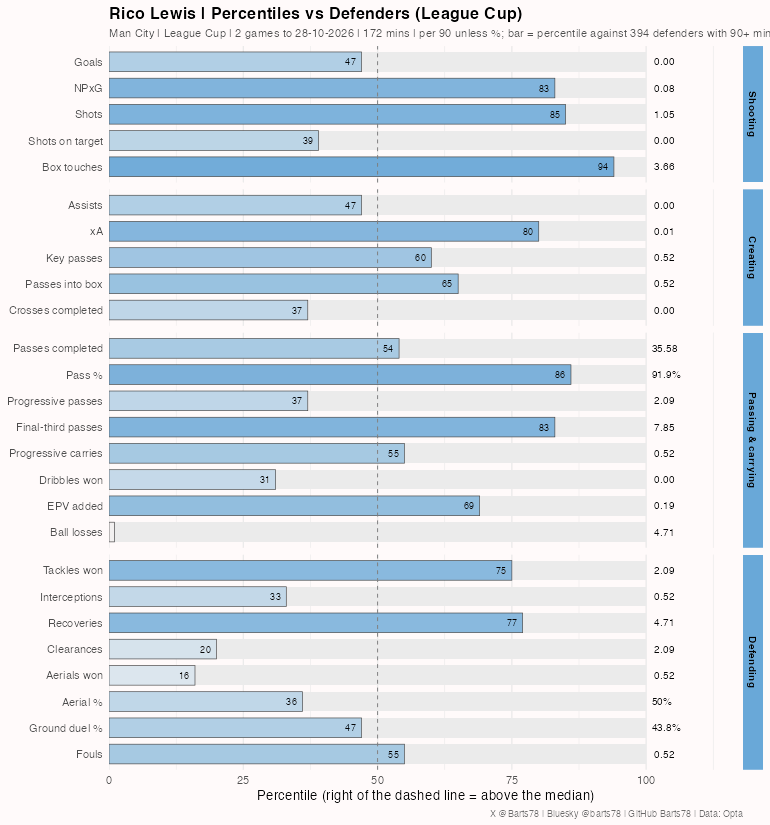 Rico Lewis | Percentiles vs Defenders (League Cup)
Man City | League Cup | 2 games to 28-10-2026 | 172 mins | per 90 unless %; bar = percentile against 394 defenders with 90+ min
Goals 47 0.00
NPxG 83 0.08
Shots 85 1.05
Shots on target 39 0.00
Box touches 94 3.66
Shooting
Assists 47 0.00
xA 80 0.01
Key passes 60 0.52
Passes into box 65 0.52
Crosses completed 37 0.00
Creating
Passes completed 54 35.58
Pass % 86 91.9%
Progressive passes 37 2.09
Final-third passes 83 7.85
Progressive carries 55 0.52
Dribbles won 31 0.00
EPV added 69 0.19
Ball losses 4.71
Passing & carrying
Tackles won 75 2.09
Interceptions 33 0.52
Recoveries 77 4.71
Clearances 20 2.09
Aerials won 16 0.52
Aerial % 36 50%
Ground duel % 47 43.8%
Fouls 55 0.52
Defending
0 25 50 75 100
Percentile (right of the dashed line = above the median)
X @Barts78 | Bluesky @barts78 | GitHub Barts78 | Data: Opta